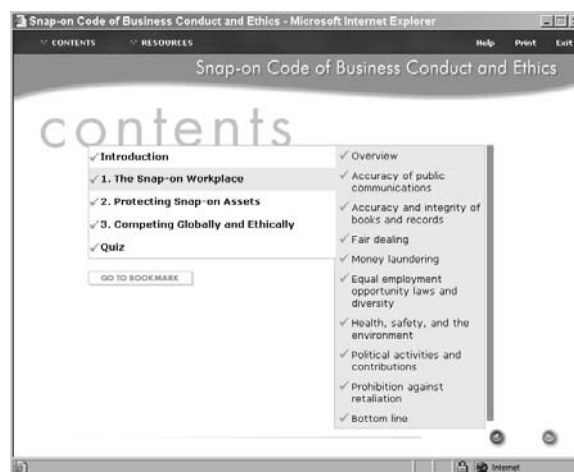 Snap-on Code of Business Conduct and Ethics - Microsoft Internet Explorer
CONTENTS RESOURCES Help Print Exit
Snap-on Code of Business Conduct and Ethics
contents
Introduction
1. The Snap-on Workplace
2. Protecting Snap-on Assets
3. Competing Globally and Ethically
Quiz
GO TO BOOKMARK
Overview
Accuracy of public
communications
Accuracy and integrity of
books and records
Fair dealing
Money laundering
Equal employment
opportunity laws and
diversity
Health, safety, and the
environment
Political activities and
contributions
Prohibition against
retaliation
Bottom line
Internet